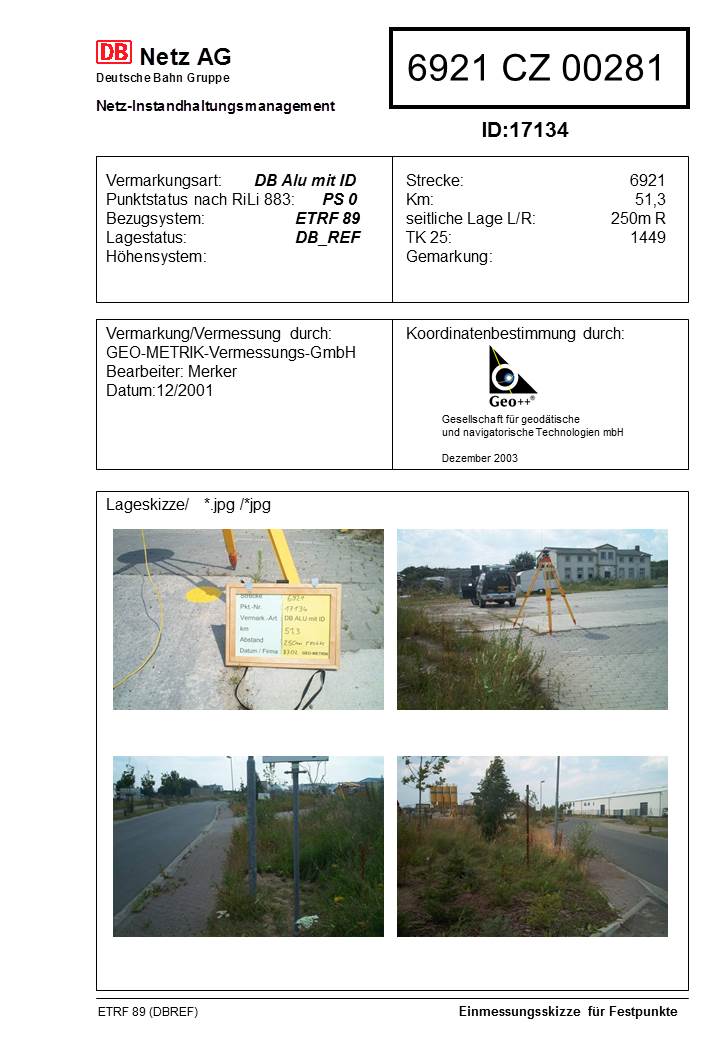 DB Netz AG
Deutsche Bahn Gruppe
Netz-Instandhaltungsmanagement
6921 CZ 00281
ID:17134
Vermarkungsart: DB Alu mit ID
Punktstatus nach RiLi 883: PS 0
Bezugsystem: ETRF 89
Lagestatus: DB_REF
Höhensystem:
Strecke: 6921
Km: 51,3
seitliche Lage L/R: 250m R
TK 25: 1449
Gemarkung:
Vermarkung/Vermessung durch:
GEO-METRIK-Vermessungs-GmbH
Bearbeiter: Merker
Datum:12/2001
Koordinatenbestimmung durch:
Geo++®
Gesellschaft für geodätische
und navigatorische Technologien mbH
Dezember 2003
Lageskizze/ *.jpg /*jpg
Strecke 6921
Pkt.-Nr. 17134
Vermark.-Art DB ALU mit ID
km 51.3
Abstand 250m rechts
Datum / Firma GEO-METRIK
ETRF 89 (DBREF)
Einmessungsskizze für Festpunkte